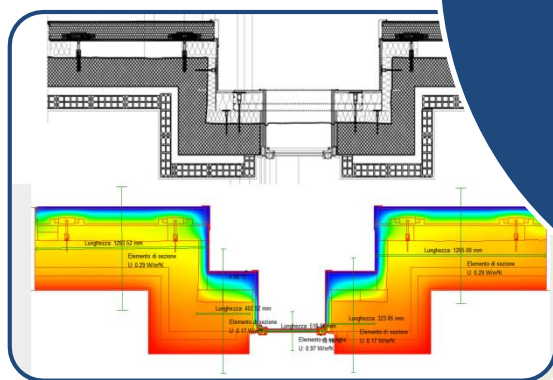 Lunghezza: 1283.52 mm
Elemento di sezione
U: 0.29 W/m²K
Lunghezza: 1265.00 mm
Elemento di sezione
U: 0.29 W/m²K
Lunghezza: 402.52 mm
Elemento di sezione
U: 0.17 W/m²K
Lunghezza:
Elemento di sezione
U: 0.97 W/m²K
Lunghezza: 323.85 mm
Elemento di sezione
U: 0.17 W/m²K